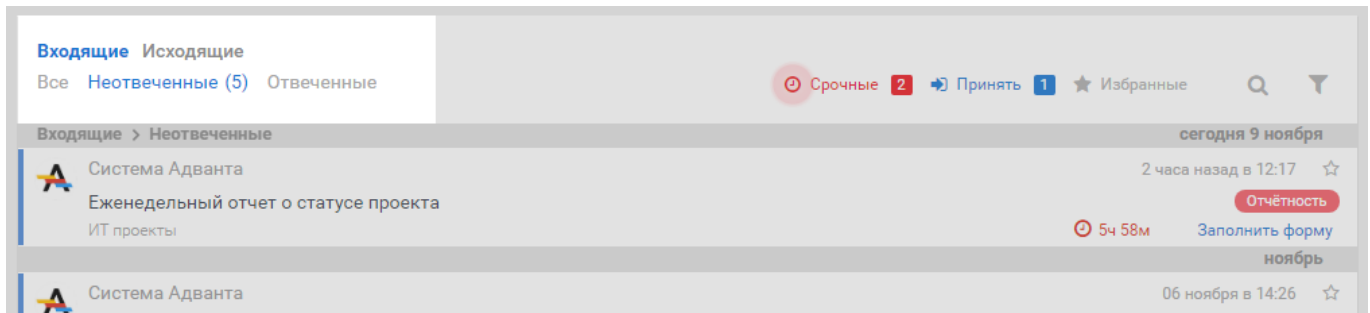 Входящие Исходящие
Все Неотвеченные (5) Отвеченные
Срочные 2 Принять 1 Избранные
Входящие > Неотвеченные сегодня 9 ноября
Система Адванта 2 часа назад в 12:17
Еженедельный отчет о статусе проекта Отчётность
ИТ проекты 5ч 58м Заполнить форму
ноябрь
Система Адванта 06 ноября в 14:26